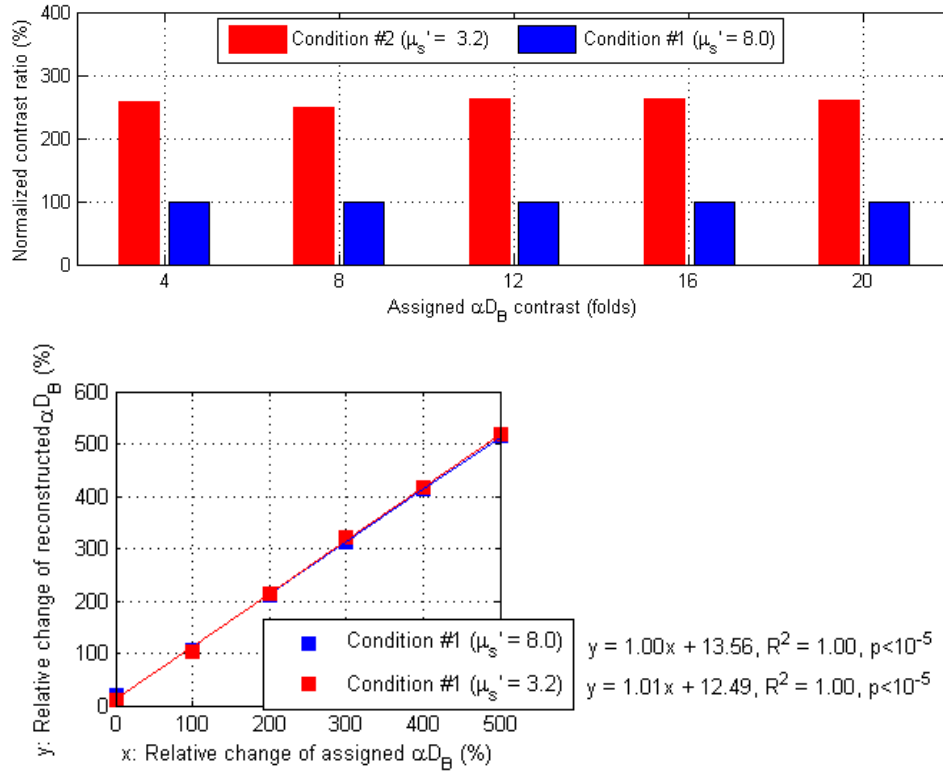 400
300
200
100
0
Normalized contrast ratio (%)
Condition #2 (μs' = 3.2)
Condition #1 (μs' = 8.0)
4 8 12 16 20
Assigned αDB contrast (folds)
600
500
400
300
200
100
0
y: Relative change of reconstructed αDB (%)
Condition #1 (μs' = 8.0)
y = 1.00x + 13.56, R² = 1.00, p<10⁻⁵
Condition #1 (μs' = 3.2)
y = 1.01x + 12.49, R² = 1.00, p<10⁻⁵
0 100 200 300 400 500
x: Relative change of assigned αDB (%)